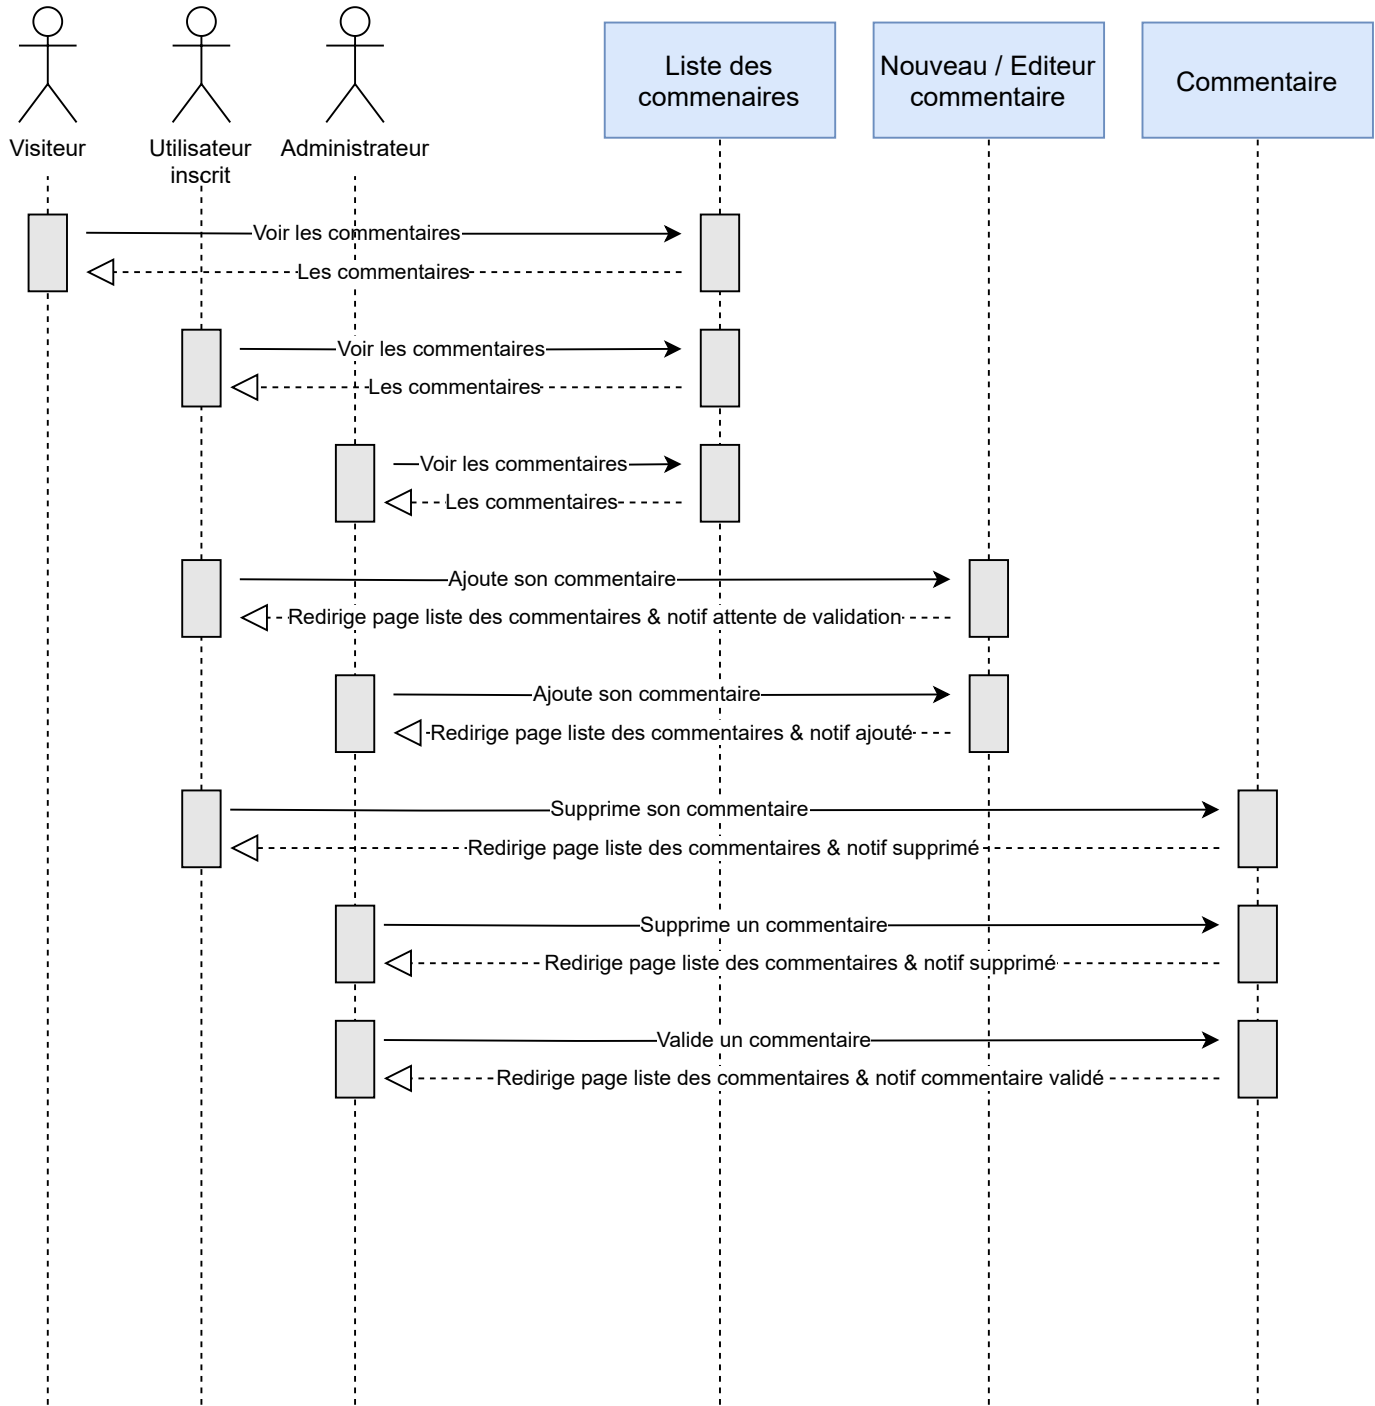 Visiteur
Utilisateur
inscrit
Administrateur
Liste des
commenaires
Nouveau / Editeur
commentaire
Commentaire
Voir les commentaires
Les commentaires
Voir les commentaires
Les commentaires
Voir les commentaires
Les commentaires
Ajoute son commentaire
Redirige page liste des commentaires & notif attente de validation
Ajoute son commentaire
Redirige page liste des commentaires & notif ajouté
Supprime son commentaire
Redirige page liste des commentaires & notif supprimé
Supprime un commentaire
Redirige page liste des commentaires & notif supprimé
Valide un commentaire
Redirige page liste des commentaires & notif commentaire validé